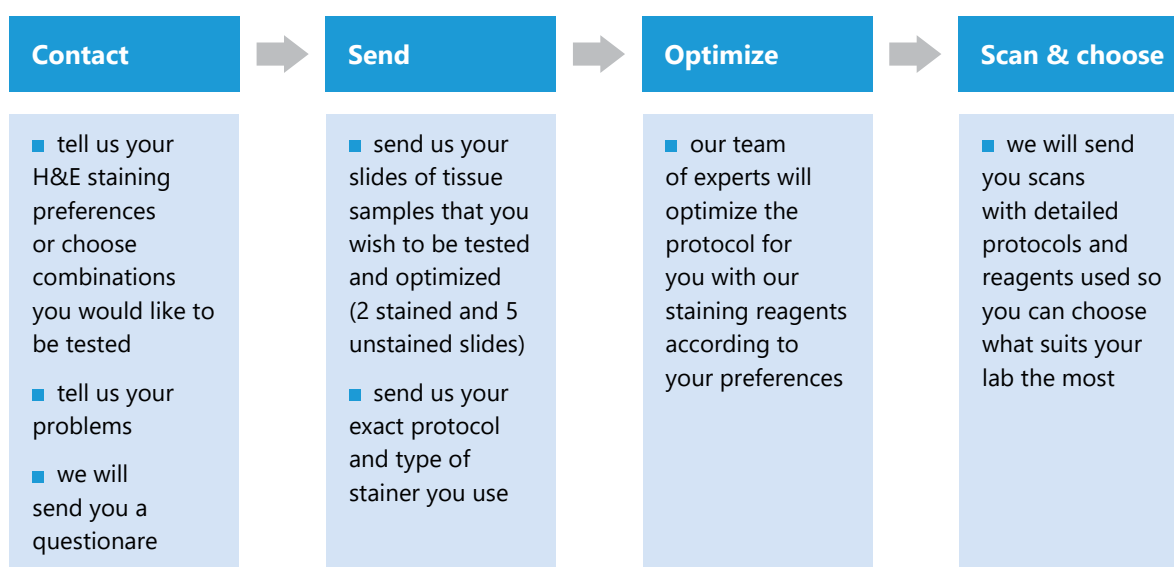 Contact
Send
Optimize
Scan & choose
tell us your
H&E staining
preferences
or choose
combinations
you would like to
be tested
tell us your
problems
we will
send you a
questionare
send us your
slides of tissue
samples that you
wish to be tested
and optimized
(2 stained and 5
unstained slides)
send us your
exact protocol
and type of
stainer you use
our team
of experts will
optimize the
protocol for
you with our
staining reagents
according to
your preferences
we will send
you scans
with detailed
protocols and
reagents used so
you can choose
what suits your
lab the most